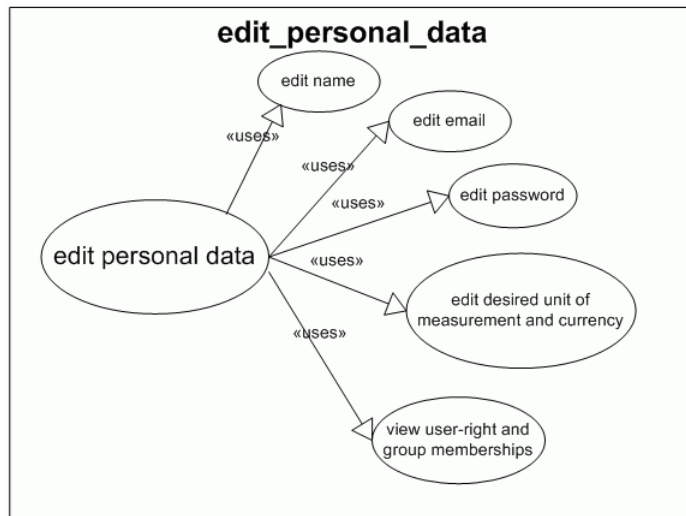 edit_personal_data
edit name
«uses»
edit email
«uses»
edit password
«uses»
edit personal data
«uses»
edit desired unit of
measurement and currency
«uses»
view user-right and
group memberships